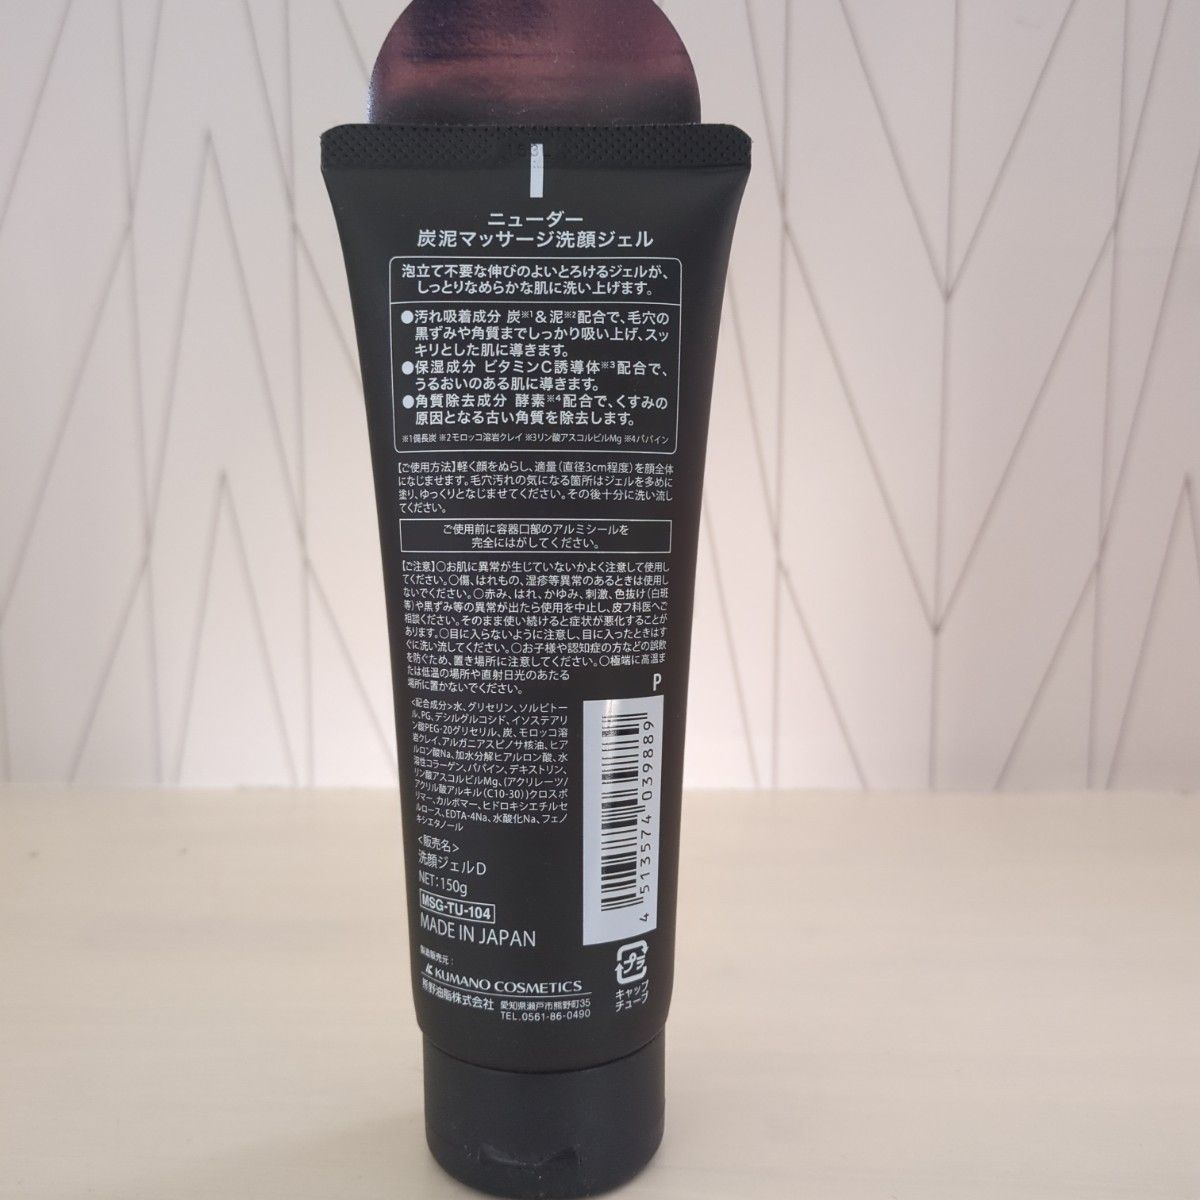 ニューダー
炭泥マッサージ洗顔ジェル
泡立て不要な伸びのよいとろけるジェルが、
しっとりなめらかな肌に洗い上げます。
●汚れ吸着成分 炭※1＆泥※2配合で、毛穴の
黒ずみや角質までしっかり吸い上げ、スッ
キリとした肌に導きます。
●保湿成分 ビタミンC誘導体※3配合で、
うるおいのある肌に導きます。
●角質除去成分 酵素※4配合で、くすみの
原因となる古い角質を除去します。
※1備長炭 ※2モロッコ溶岩クレイ ※3リン酸アスコルビルMg ※4パパイン
【ご使用方法】軽く顔をぬらし、適量（直径3cm程度）を顔全体
になじませます。毛穴汚れの気になる箇所はジェルを多めに
塗り、ゆっくりとなじませてください。その後十分に洗い流し
てください。
ご使用前に容器口部のアルミシールを
完全にはがしてください。
【ご注意】○お肌に異常が生じていないかよく注意して使用し
てください。○傷、はれもの、湿疹等異常のあるときは使用し
ないでください。○赤み、はれ、かゆみ、刺激、色抜け（白斑
等）や黒ずみ等の異常が出たら使用を中止し、皮フ科医へご
相談ください。そのまま使い続けると症状が悪化することが
あります。○目に入らないように注意し、目に入ったときはす
ぐに洗い流してください。○お子様や認知症の方などの誤飲
を防ぐため、置き場所に注意してください。○極端に高温ま
たは低温の場所や直射日光のあたる
場所に置かないでください。
P
<配合成分>水、グリセリン、ソルビトー
ル、PG、デシルグルコシド、イソステアリ
ン酸PEG-20グリセリル、炭、モロッコ溶
岩クレイ、アルガニアスピノサ核油、ヒア
ルロン酸Na、加水分解ヒアルロン酸、水
溶性コラーゲン、パパイン、デキストリン、
リン酸アスコルビルMg、(アクリレーツ/
アクリル酸アルキル(C10-30))クロスポ
リマー、カルボマー、ヒドロキシエチルセ
ルロース、EDTA-4Na、水酸化Na、フェノ
キシエタノール
4 513574 039889
<販売名>
洗顔ジェルD
NET:150g
MSG-TU-104
MADE IN JAPAN
製造販売元：
KUMANO COSMETICS
熊野油脂株式会社 愛知県瀬戸市熊野町35
TEL.0561-86-0490
プラ
キャップ
チューブ